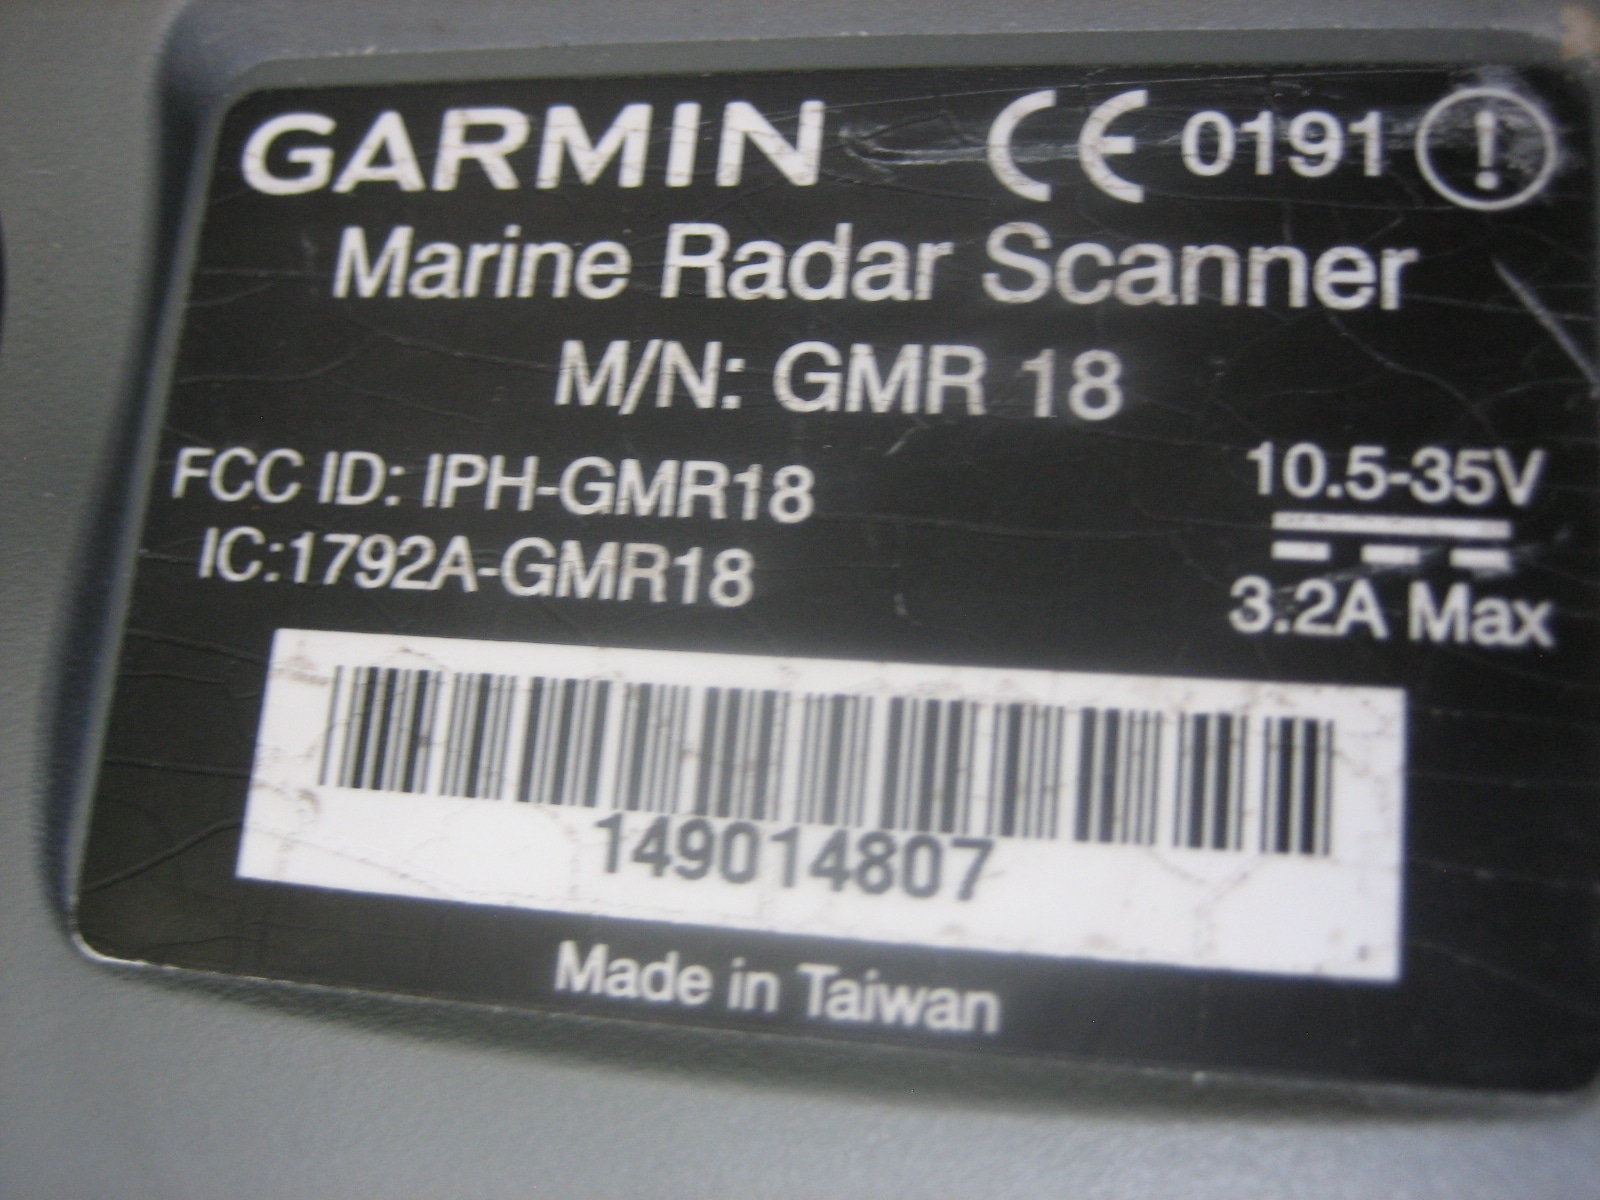 GARMIN CE 0191 !
Marine Radar Scanner
M/N: GMR 18
FCC ID: IPH-GMR18
IC:1792A-GMR18
10.5-35V
3.2A Max
149014807
Made in Taiwan